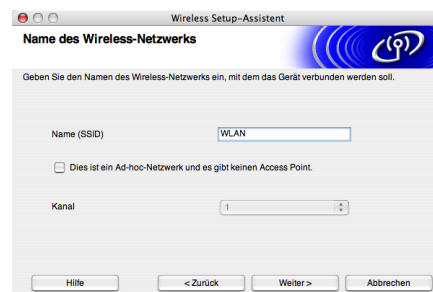 Wireless Setup-Assistent
Name des Wireless-Netzwerks
Geben Sie den Namen des Wireless-Netzwerks ein, mit dem das Gerät verbunden werden soll.
Name (SSID)
WLAN
Dies ist ein Ad-hoc-Netzwerk und es gibt keinen Access Point.
Kanal
1
Hilfe
< Zurück
Weiter >
Abbrechen